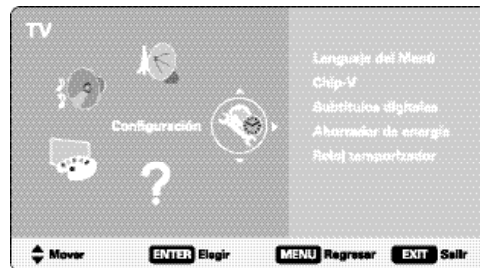 TV
Configuración
Lenguaje del Menú
Chip-V
Subtítulos digitales
Ahorrador de energía
Reloj temporizador
?
Mover
ENTER Elegir
MENU Regresar
EXIT Salir